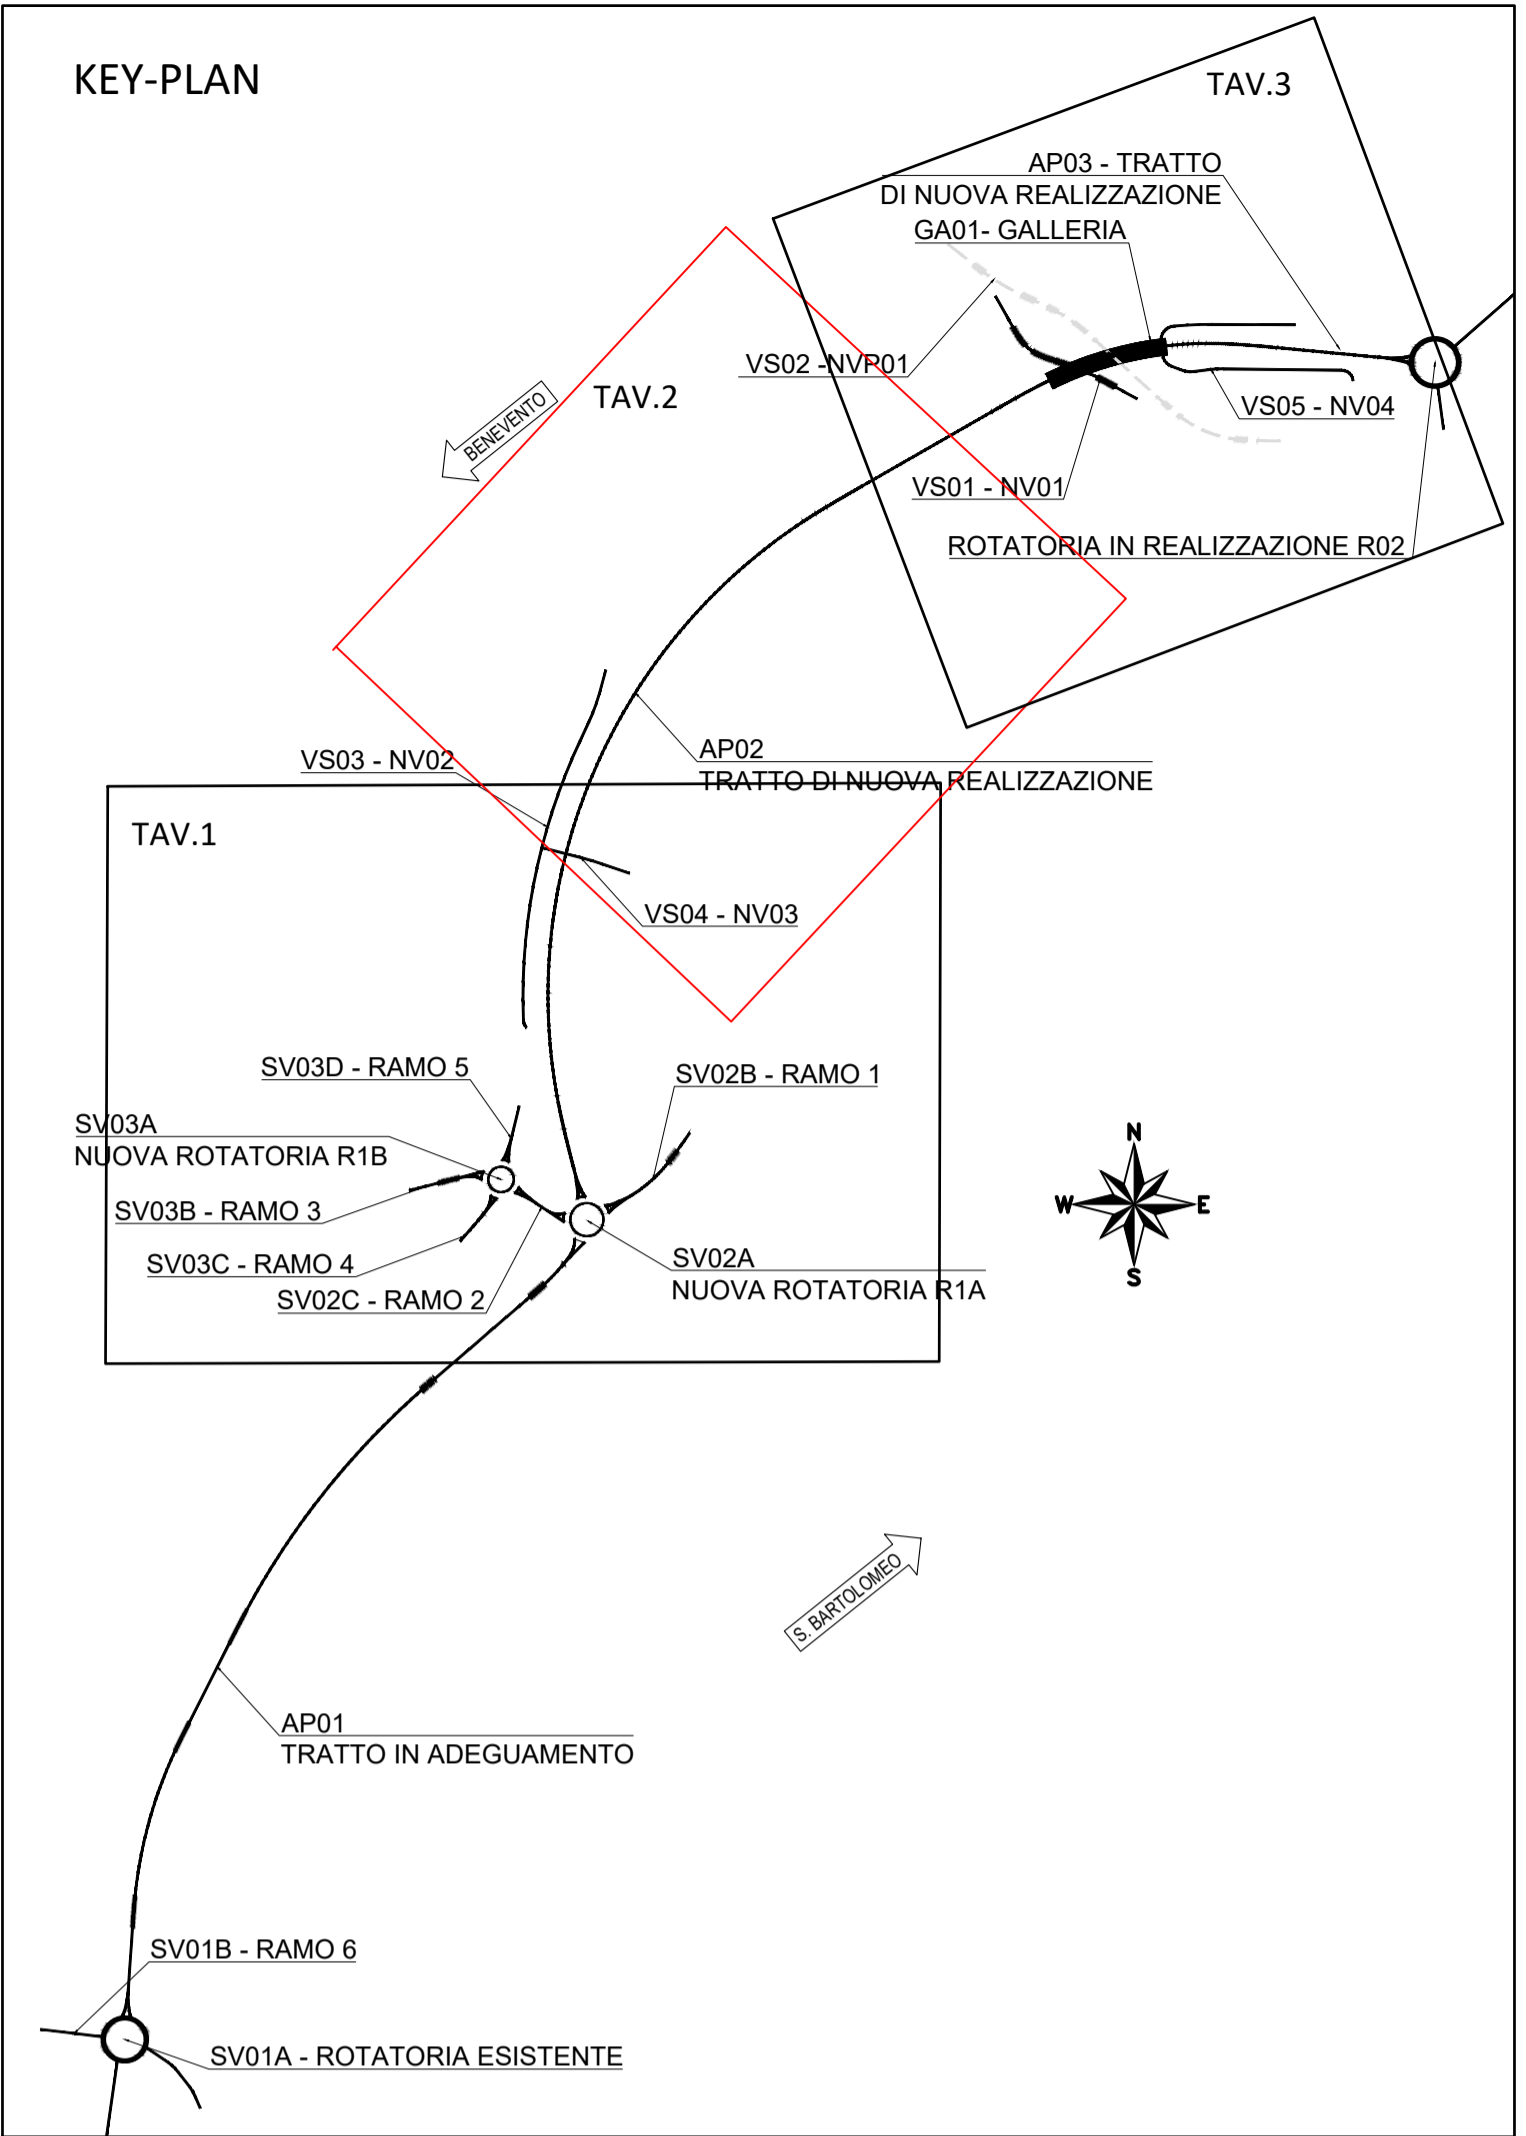 KEY-PLAN
TAV.3
AP03 - TRATTO
DI NUOVA REALIZZAZIONE
GA01- GALLERIA
VS02 -NVP01
TAV.2
BENEVENTO
VS05 - NV04
VS01 - NV01
ROTATORIA IN REALIZZAZIONE R02
AP02
TRATTO DI NUOVA REALIZZAZIONE
VS03 - NV02
TAV.1
VS04 - NV03
SV03D - RAMO 5
SV02B - RAMO 1
SV03A
NUOVA ROTATORIA R1B
N
W
E
S
SV03B - RAMO 3
SV03C - RAMO 4
SV02C - RAMO 2
SV02A
NUOVA ROTATORIA R1A
S. BARTOLOMEO
AP01
TRATTO IN ADEGUAMENTO
SV01B - RAMO 6
SV01A - ROTATORIA ESISTENTE